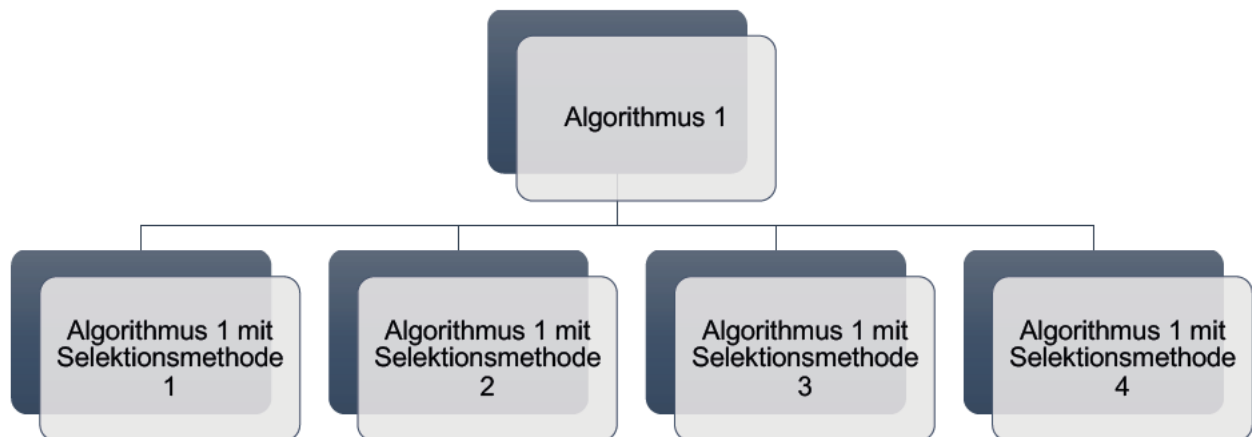 Algorithmus 1
Algorithmus 1 mit
Selektionsmethode
1
Algorithmus 1 mit
Selektionsmethode
2
Algorithmus 1 mit
Selektionsmethode
3
Algorithmus 1 mit
Selektionsmethode
4